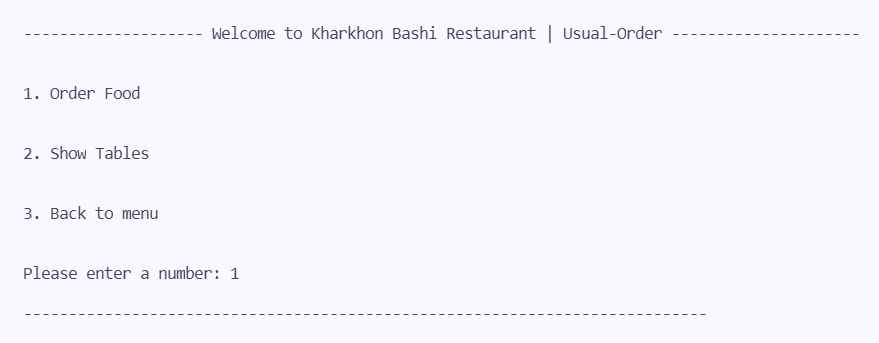 -------------------- Welcome to Kharkhon Bashi Restaurant | Usual-Order ---------------------
1. Order Food
2. Show Tables
3. Back to menu
Please enter a number: 1
----------------------------------------------------------------------------